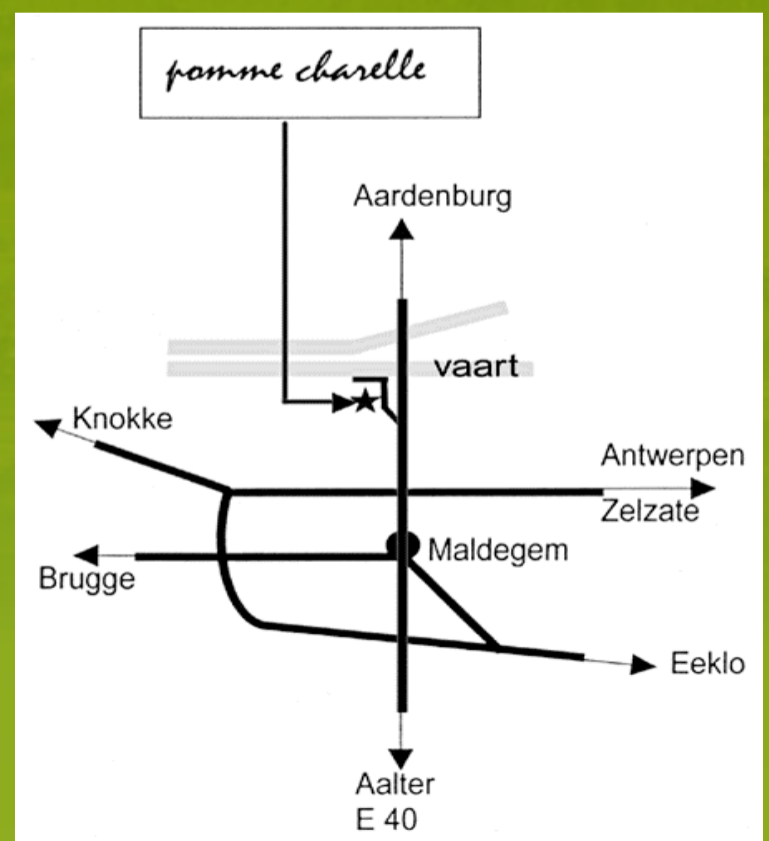 pomme charelle
Aardenburg
vaart
Knokke
Antwerpen
Zelzate
Maldegem
Brugge
Eeklo
Aalter
E 40